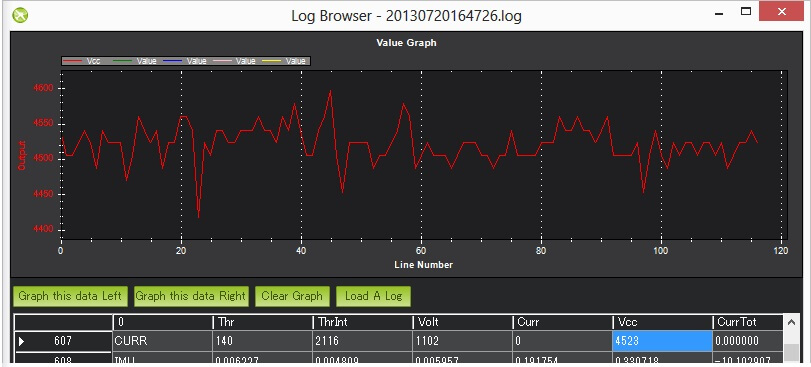 Log Browser - 20130720164726.log
Value Graph
Vcc Value Value Value Value
4600
4550
4500
4450
4400
Output
0 20 40 60 80 100 120
Line Number
Graph this data Left Graph this data Right Clear Graph Load A Log
0 Thr ThrInt Volt Curr Vcc CurrTot
607 CURR 140 2116 1102 0 4523 0.000000
608 IMU 0.006227 0.004809 0.005957 0.191754 0.330718 -10.102907